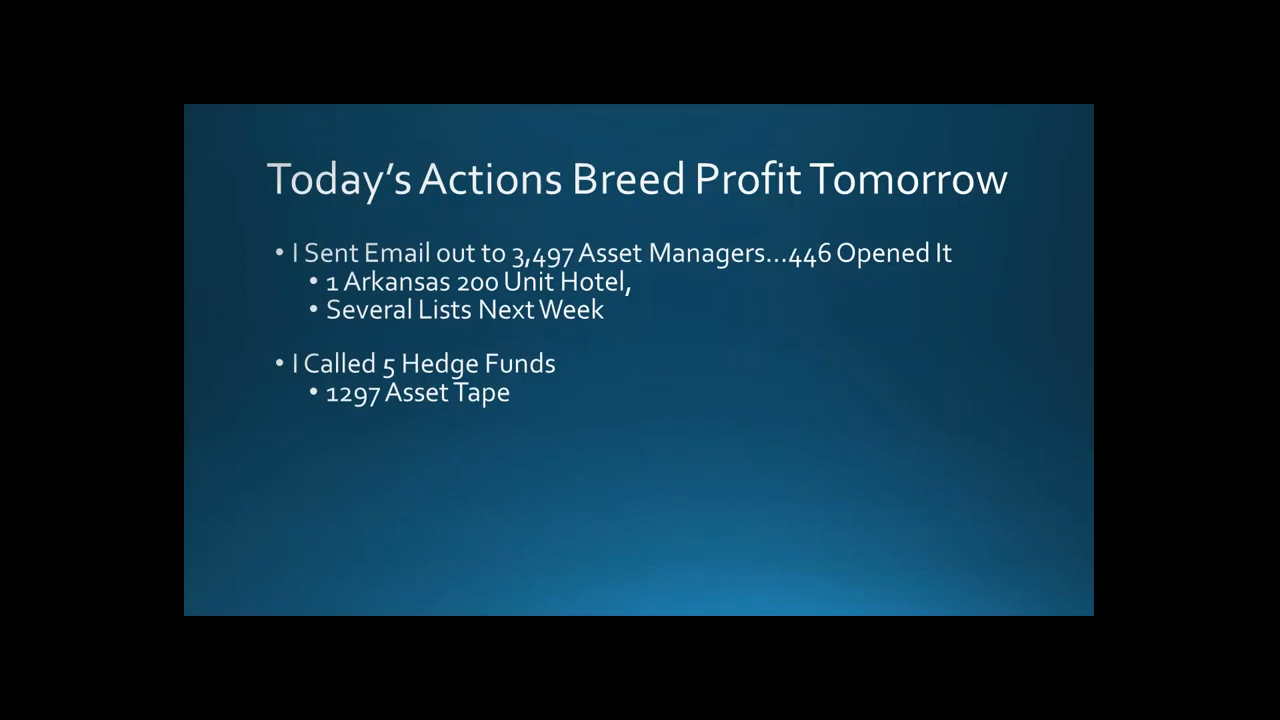 Today's Actions Breed Profit Tomorrow
• I Sent Email out to 3,497 Asset Managers...446 Opened It
• 1 Arkansas 200 Unit Hotel,
• Several Lists Next Week
• I Called 5 Hedge Funds
• 1297 Asset Tape